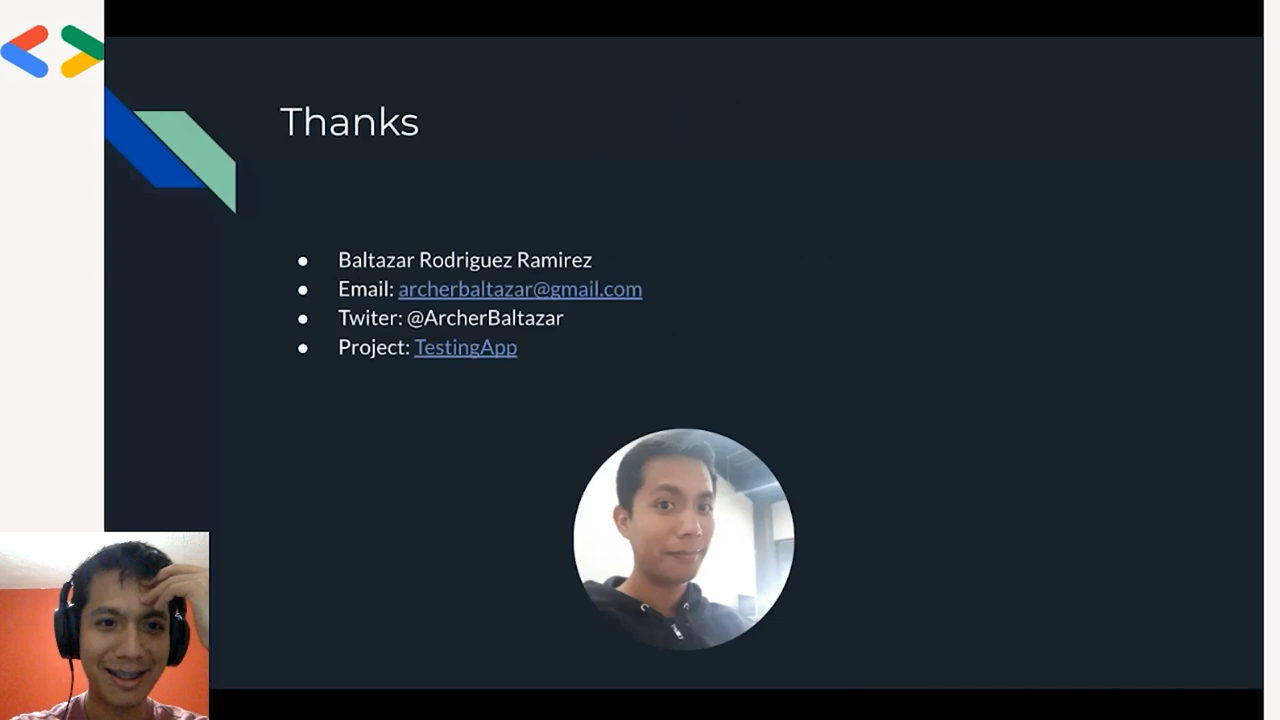 Thanks
● Baltazar Rodriguez Ramirez
● Email: archerbaltazar@gmail.com
● Twiter: @ArcherBaltazar
● Project: TestingApp